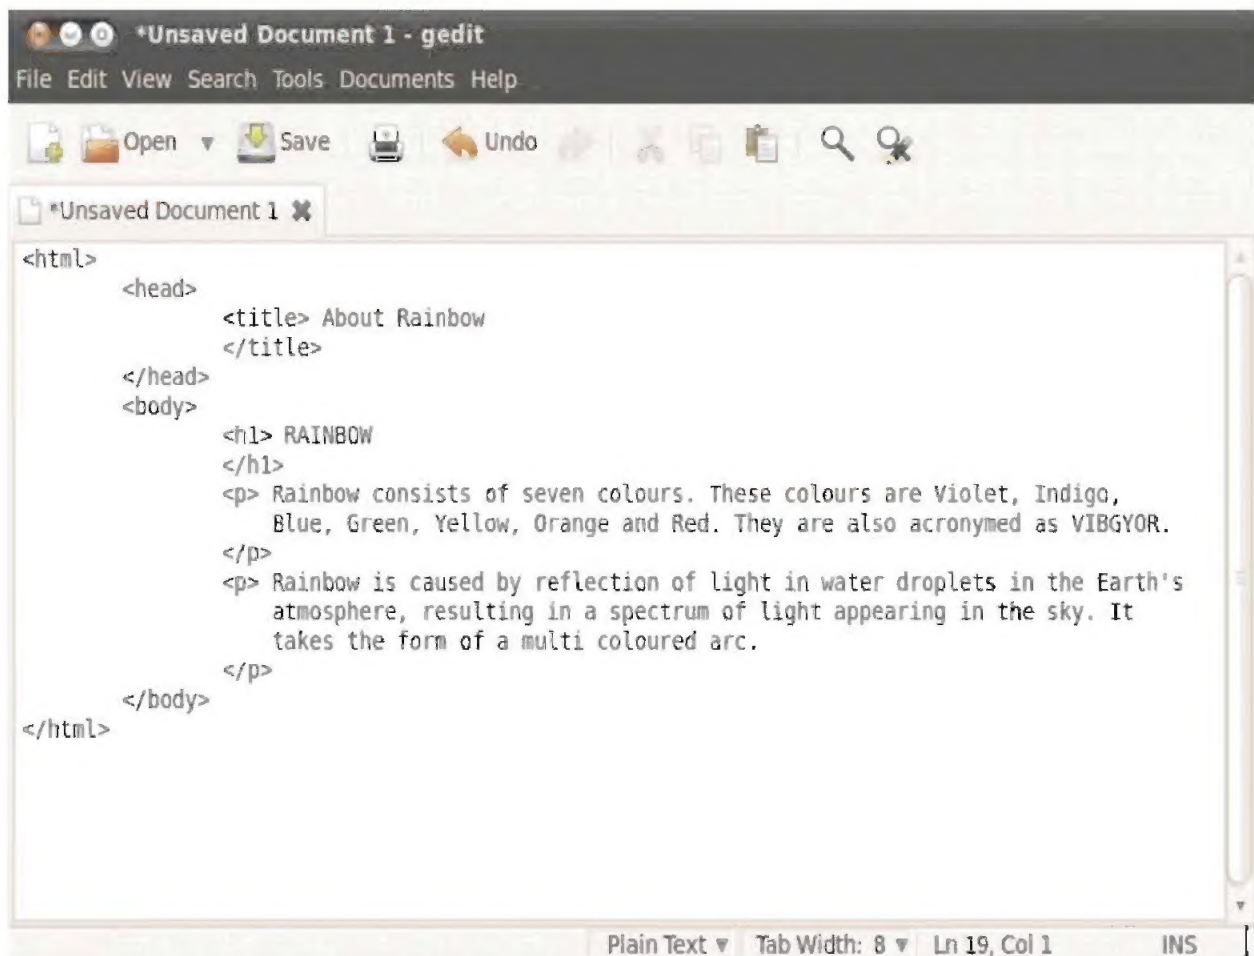 *Unsaved Document 1 - gedit
File Edit View Search Tools Documents Help
Open Save Undo
*Unsaved Document 1
<html>
<head>
<title> About Rainbow
</title>
</head>
<body>
<h1> RAINBOW
</h1>
<p> Rainbow consists of seven colours. These colours are Violet, Indigo,
Blue, Green, Yellow, Orange and Red. They are also acronymed as VIBGYOR.
</p>
<p> Rainbow is caused by reflection of light in water droplets in the Earth's
atmosphere, resulting in a spectrum of light appearing in the sky. It
takes the form of a multi coloured arc.
</p>
</body>
</html>
Plain Text Tab Width: 8 Ln 19, Col 1 INS